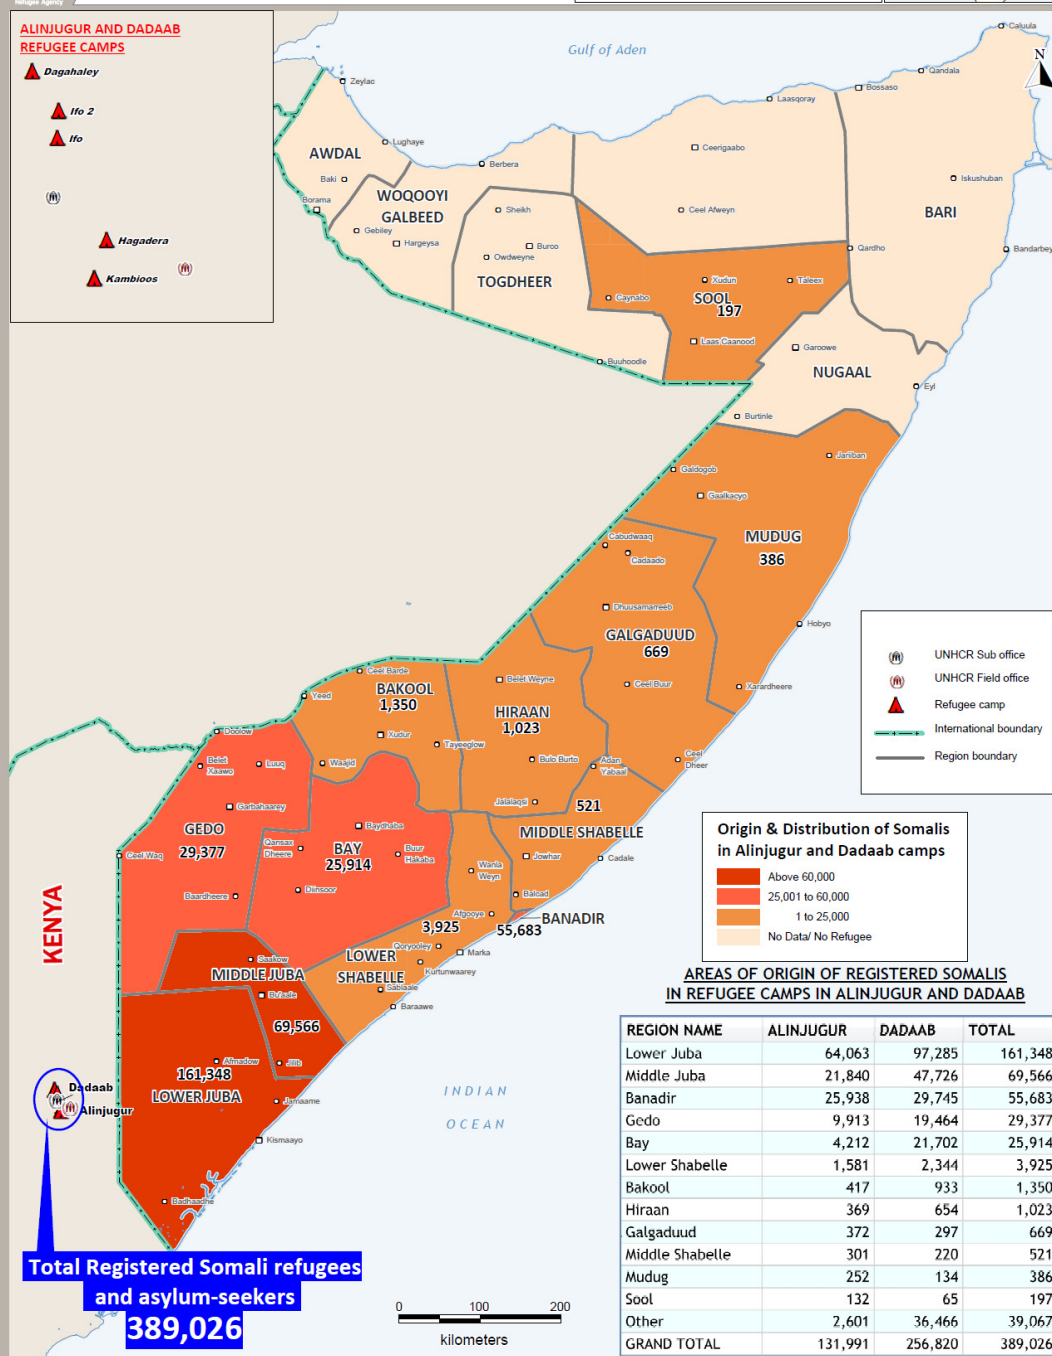 Refugee Agency
ALINJUGUR AND DADAAB
REFUGEE CAMPS
Dagahaley
Ifo 2
Ifo
Hagadera
Kambioos
Gulf of Aden
N
Caluula
Qandala
Bossaso
Laasqoray
Zeylac
Lughaye
Berbera
Ceerigaabo
AWDAL
Baki
Borama
WOQOOYI
GALBEED
Gebiley
Hargeysa
Sheikh
Burco
Owdweyne
TOGDHEER
Ceel Afweyn
Iskushuban
BARI
Qardho
Bandarbey
Xudun
Taleex
Caynabo
SOOL
197
Laas Caanood
Garoowe
Buuhoodle
NUGAAL
Eyl
Burtinle
Jariban
Galdogob
Gaalkacyo
MUDUG
386
Cabudwaaq
Cadaado
Dhuusamarreeb
Hobyo
GALGADUUD
669
Ceel Buur
Xarardheere
Ceel Barde
BAKOOL
1,350
Yeed
Belet Weyne
HIRAAN
1,023
Xudur
Tayeeglow
Doolow
Belet
Xaawo
Luuq
Waajid
Bulo Burto
Adan
Yabaal
Ceel
Dheer
Jalalaqsi
521
MIDDLE SHABELLE
Garbahaarey
GEDO
29,377
Ceel Waq
Qansax
Dheere
Baydhaba
BAY
25,914
Buur
Hakaba
Wanla
Weyn
Jowhar
Cadale
Baardheere
Diinsoor
Balcad
Afgooye
BANADIR
55,683
3,925
Qoryooley
Marka
LOWER
SHABELLE
Kurtunwaarey
Sablaale
Baraawe
KENYA
Saakow
MIDDLE JUBA
Bu'aale
69,566
Afmadow
Jilib
161,348
LOWER JUBA
Jamaame
Kismaayo
Badhaadhe
Dadaab
Alinjugur
INDIAN
OCEAN
UNHCR Sub office
UNHCR Field office
Refugee camp
International boundary
Region boundary
Origin & Distribution of Somalis
in Alinjugur and Dadaab camps
Above 60,000
25,001 to 60,000
1 to 25,000
No Data/ No Refugee
AREAS OF ORIGIN OF REGISTERED SOMALIS
IN REFUGEE CAMPS IN ALINJUGUR AND DADAAB
REGION NAME ALINJUGUR DADAAB TOTAL
Lower Juba 64,063 97,285 161,348
Middle Juba 21,840 47,726 69,566
Banadir 25,938 29,745 55,683
Gedo 9,913 19,464 29,377
Bay 4,212 21,702 25,914
Lower Shabelle 1,581 2,344 3,925
Bakool 417 933 1,350
Hiraan 369 654 1,023
Galgaduud 372 297 669
Middle Shabelle 301 220 521
Mudug 252 134 386
Sool 132 65 197
Other 2,601 36,466 39,067
GRAND TOTAL 131,991 256,820 389,026
Total Registered Somali refugees
and asylum-seekers
389,026
0 100 200
kilometers